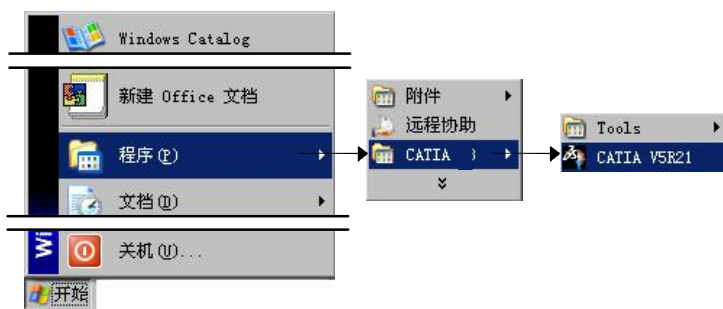 Windows Catalog
新建 Office 文档
程序(P)
文档(D)
关机(U)...
Wi
开始
附件
远程协助
CATIA
Tools
CATIA V5R21